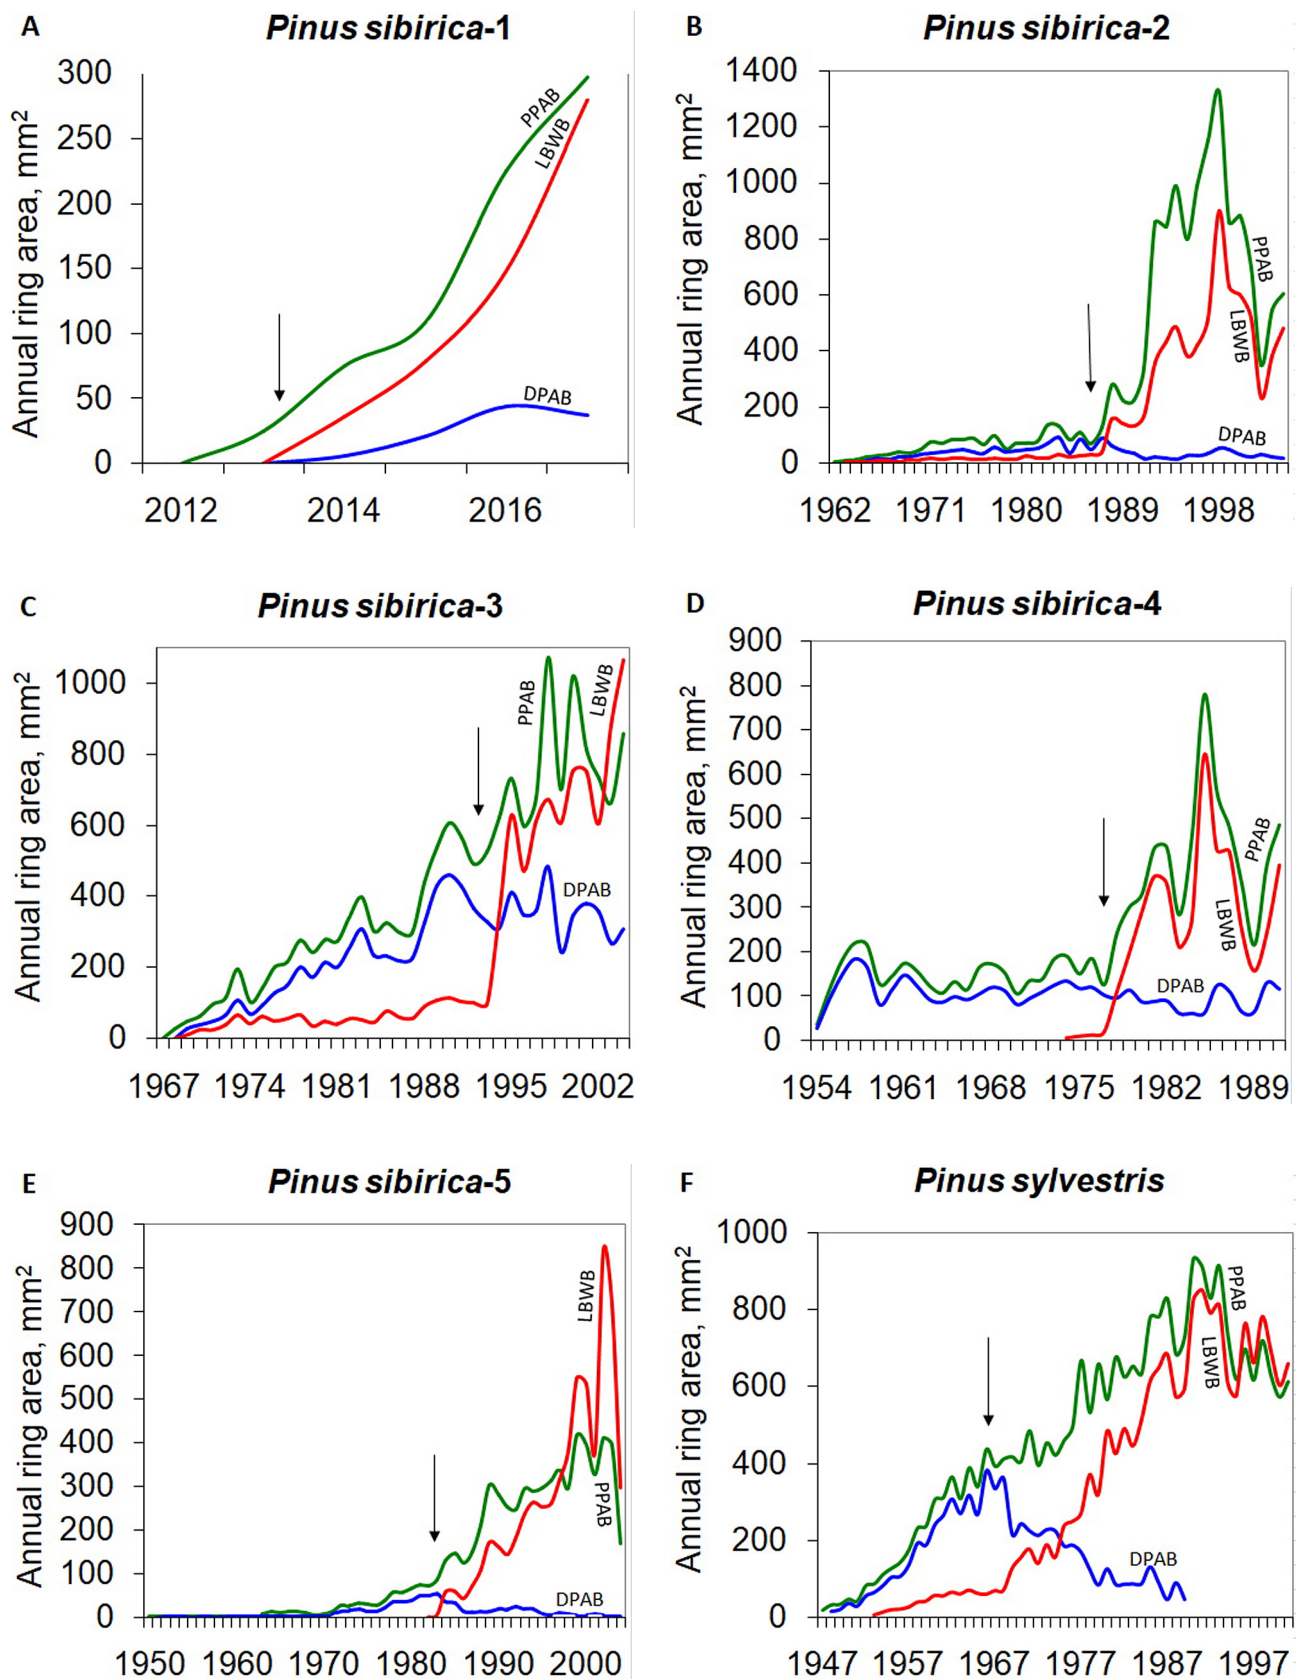 A
Pinus sibirica-1
Annual ring area, mm²
300
250
200
150
100
50
0
PPAB
LBWB
DPAB
2012 2014 2016
B
Pinus sibirica-2
Annual ring area, mm²
1400
1200
1000
800
600
400
200
0
PPAB
LBWB
DPAB
1962 1971 1980 1989 1998
C
Pinus sibirica-3
Annual ring area, mm²
1000
800
600
400
200
0
PPAB
LBWB
DPAB
1967 1974 1981 1988 1995 2002
D
Pinus sibirica-4
Annual ring area, mm²
900
800
700
600
500
400
300
200
100
0
PPAB
LBWB
DPAB
1954 1961 1968 1975 1982 1989
E
Pinus sibirica-5
Annual ring area, mm²
900
800
700
600
500
400
300
200
100
0
LBWB
PPAB
DPAB
1950 1960 1970 1980 1990 2000
F
Pinus sylvestris
Annual ring area, mm²
1000
800
600
400
200
0
PPAB
LBWB
DPAB
1947 1957 1967 1977 1987 1997